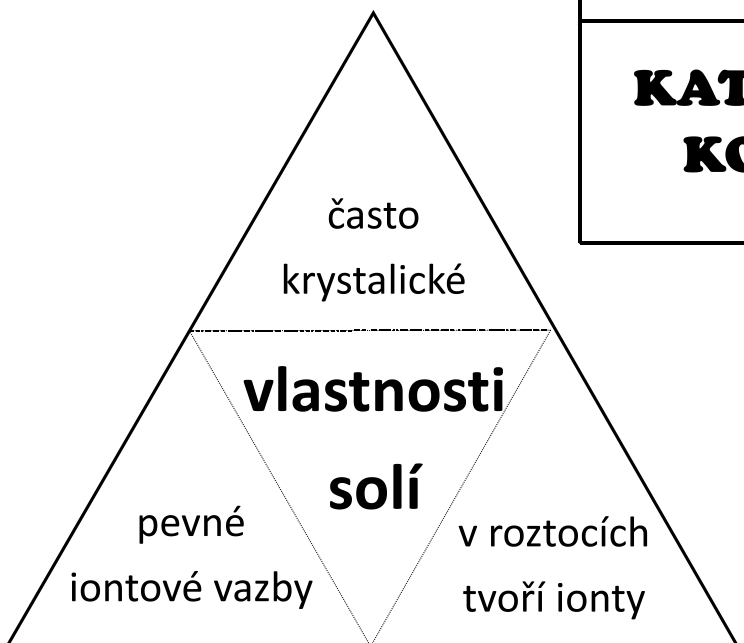 často
krystalické
vlastnosti
solí
pevné
iontové vazby
v roztocích
tvoří ionty